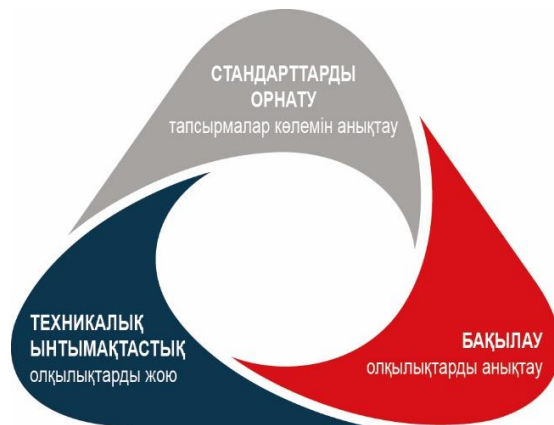 СТАНДАРТТАРДЫ
ОРНАТУ
тапсырмалар көлемін анықтау
ТЕХНИКАЛЫҚ
ЫНТЫМАҚТАСТЫҚ
олқылықтарды жою
БАҚЫЛАУ
олқылықтарды анықтау